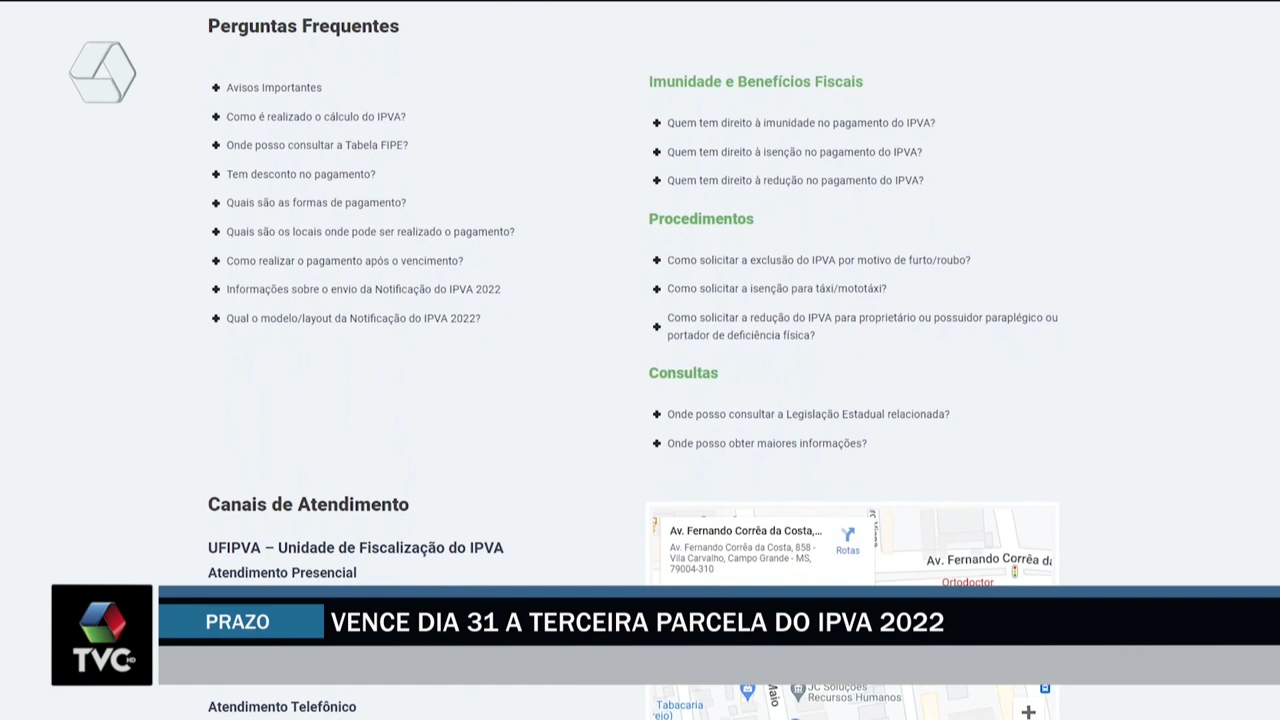 Perguntas Frequentes
Avisos Importantes
Como é realizado o cálculo do IPVA?
Onde posso consultar a Tabela FIPE?
Tem desconto no pagamento?
Quais são as formas de pagamento?
Quais são os locais onde pode ser realizado o pagamento?
Como realizar o pagamento após o vencimento?
Informações sobre o envio da Notificação do IPVA 2022
Qual o modelo/layout da Notificação do IPVA 2022?
Imunidade e Benefícios Fiscais
Quem tem direito à imunidade no pagamento do IPVA?
Quem tem direito à isenção no pagamento do IPVA?
Quem tem direito à redução no pagamento do IPVA?
Procedimentos
Como solicitar a exclusão do IPVA por motivo de furto/roubo?
Como solicitar a isenção para táxi/mototáxi?
Como solicitar a redução do IPVA para proprietário ou possuidor paraplégico ou
portador de deficiência física?
Consultas
Onde posso consultar a Legislação Estadual relacionada?
Onde posso obter maiores informações?
Canais de Atendimento
UFIPVA – Unidade de Fiscalização do IPVA
Atendimento Presencial
Av. Fernando Corrêa da Costa,...
Av. Fernando Corrêa da Costa, 858 -
Vila Carvalho, Campo Grande - MS,
79004-310
Rotas
Av. Fernando Corrêa da
Ortodoctor
PRAZO
VENCE DIA 31 A TERCEIRA PARCELA DO IPVA 2022
TVC HD
Maio
JC Soluções
Recursos Humanos
Tabacaria
Atendimento Telefônico